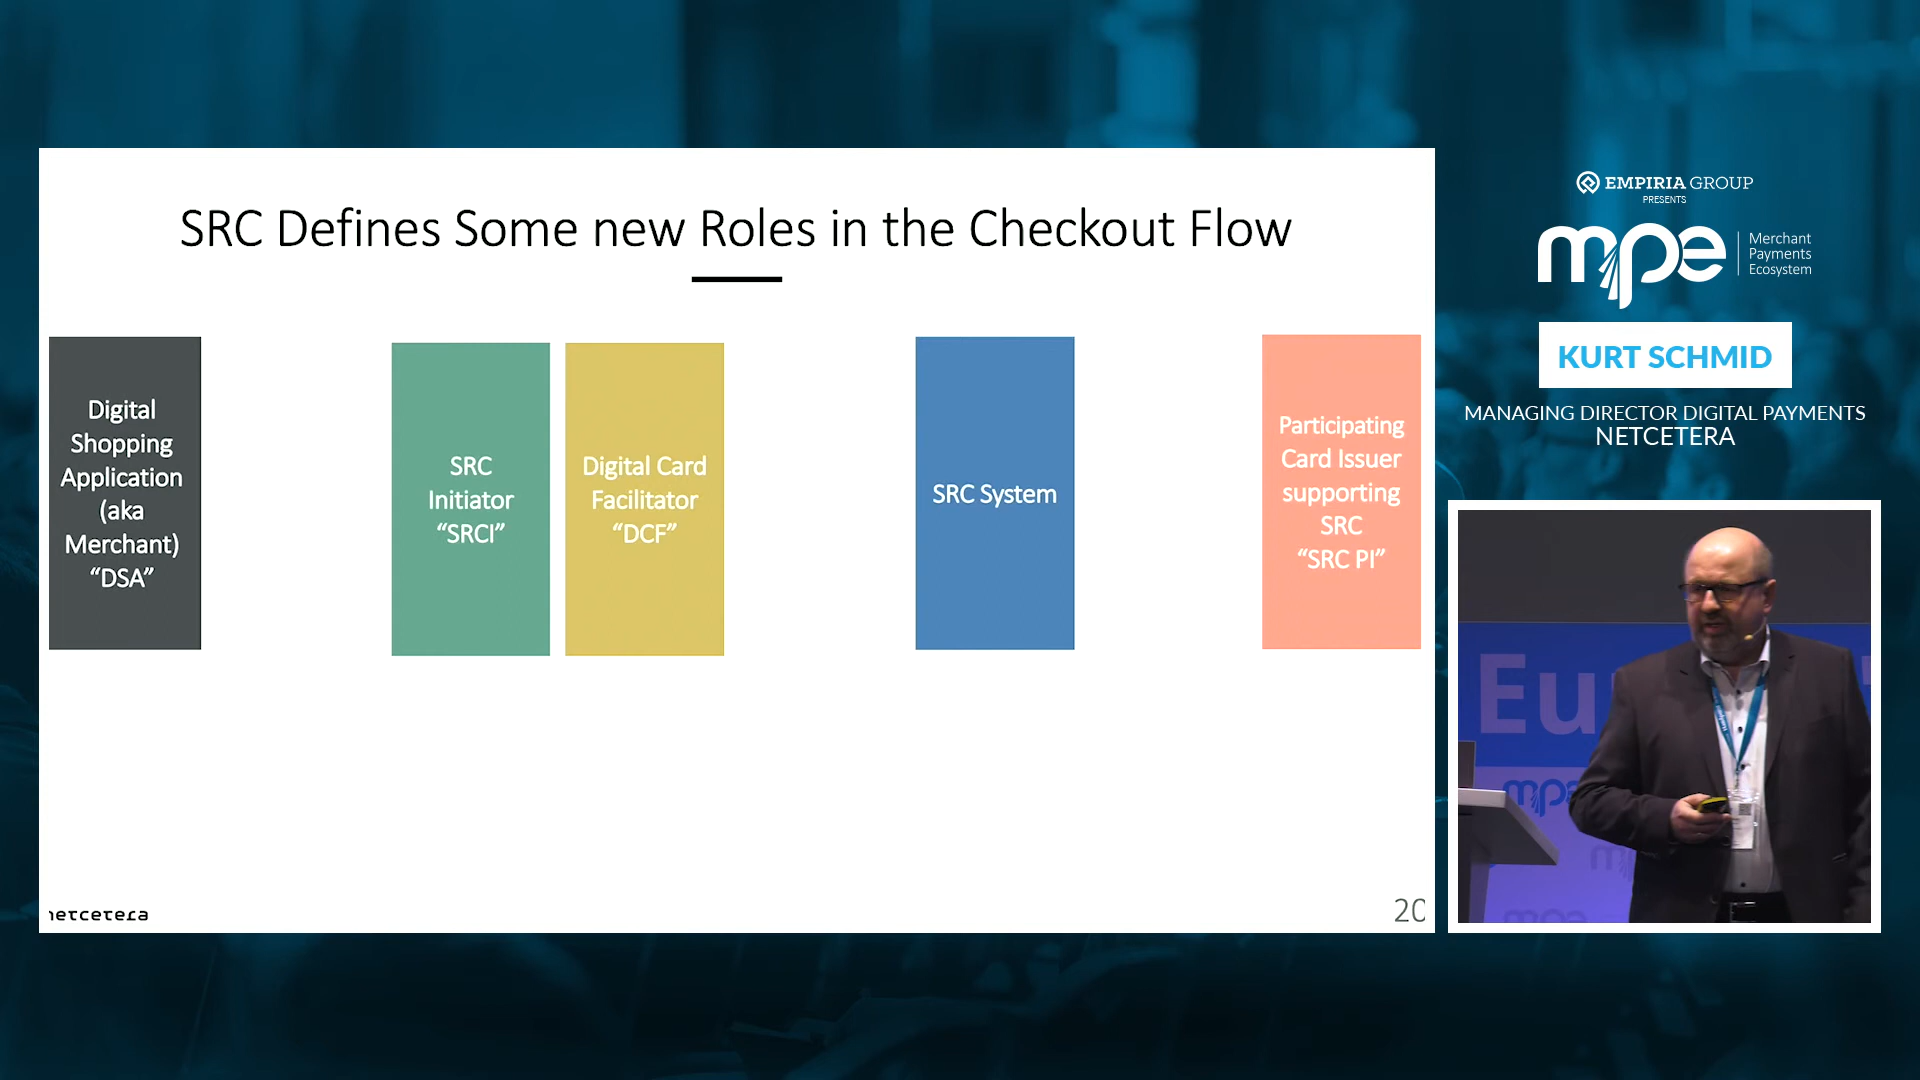 SRC Defines Some new Roles in the Checkout Flow
Digital
Shopping
Application
(aka
Merchant)
“DSA”
SRC
Initiator
“SRCI”
Digital Card
Facilitator
“DCF”
SRC System
Participating
Card Issuer
supporting
SRC
“SRC PI”
netcetera
20
EMPIRIA GROUP
PRESENTS
mpe
Merchant
Payments
Ecosystem
KURT SCHMID
MANAGING DIRECTOR DIGITAL PAYMENTS
NETCETERA
Eu
mpe